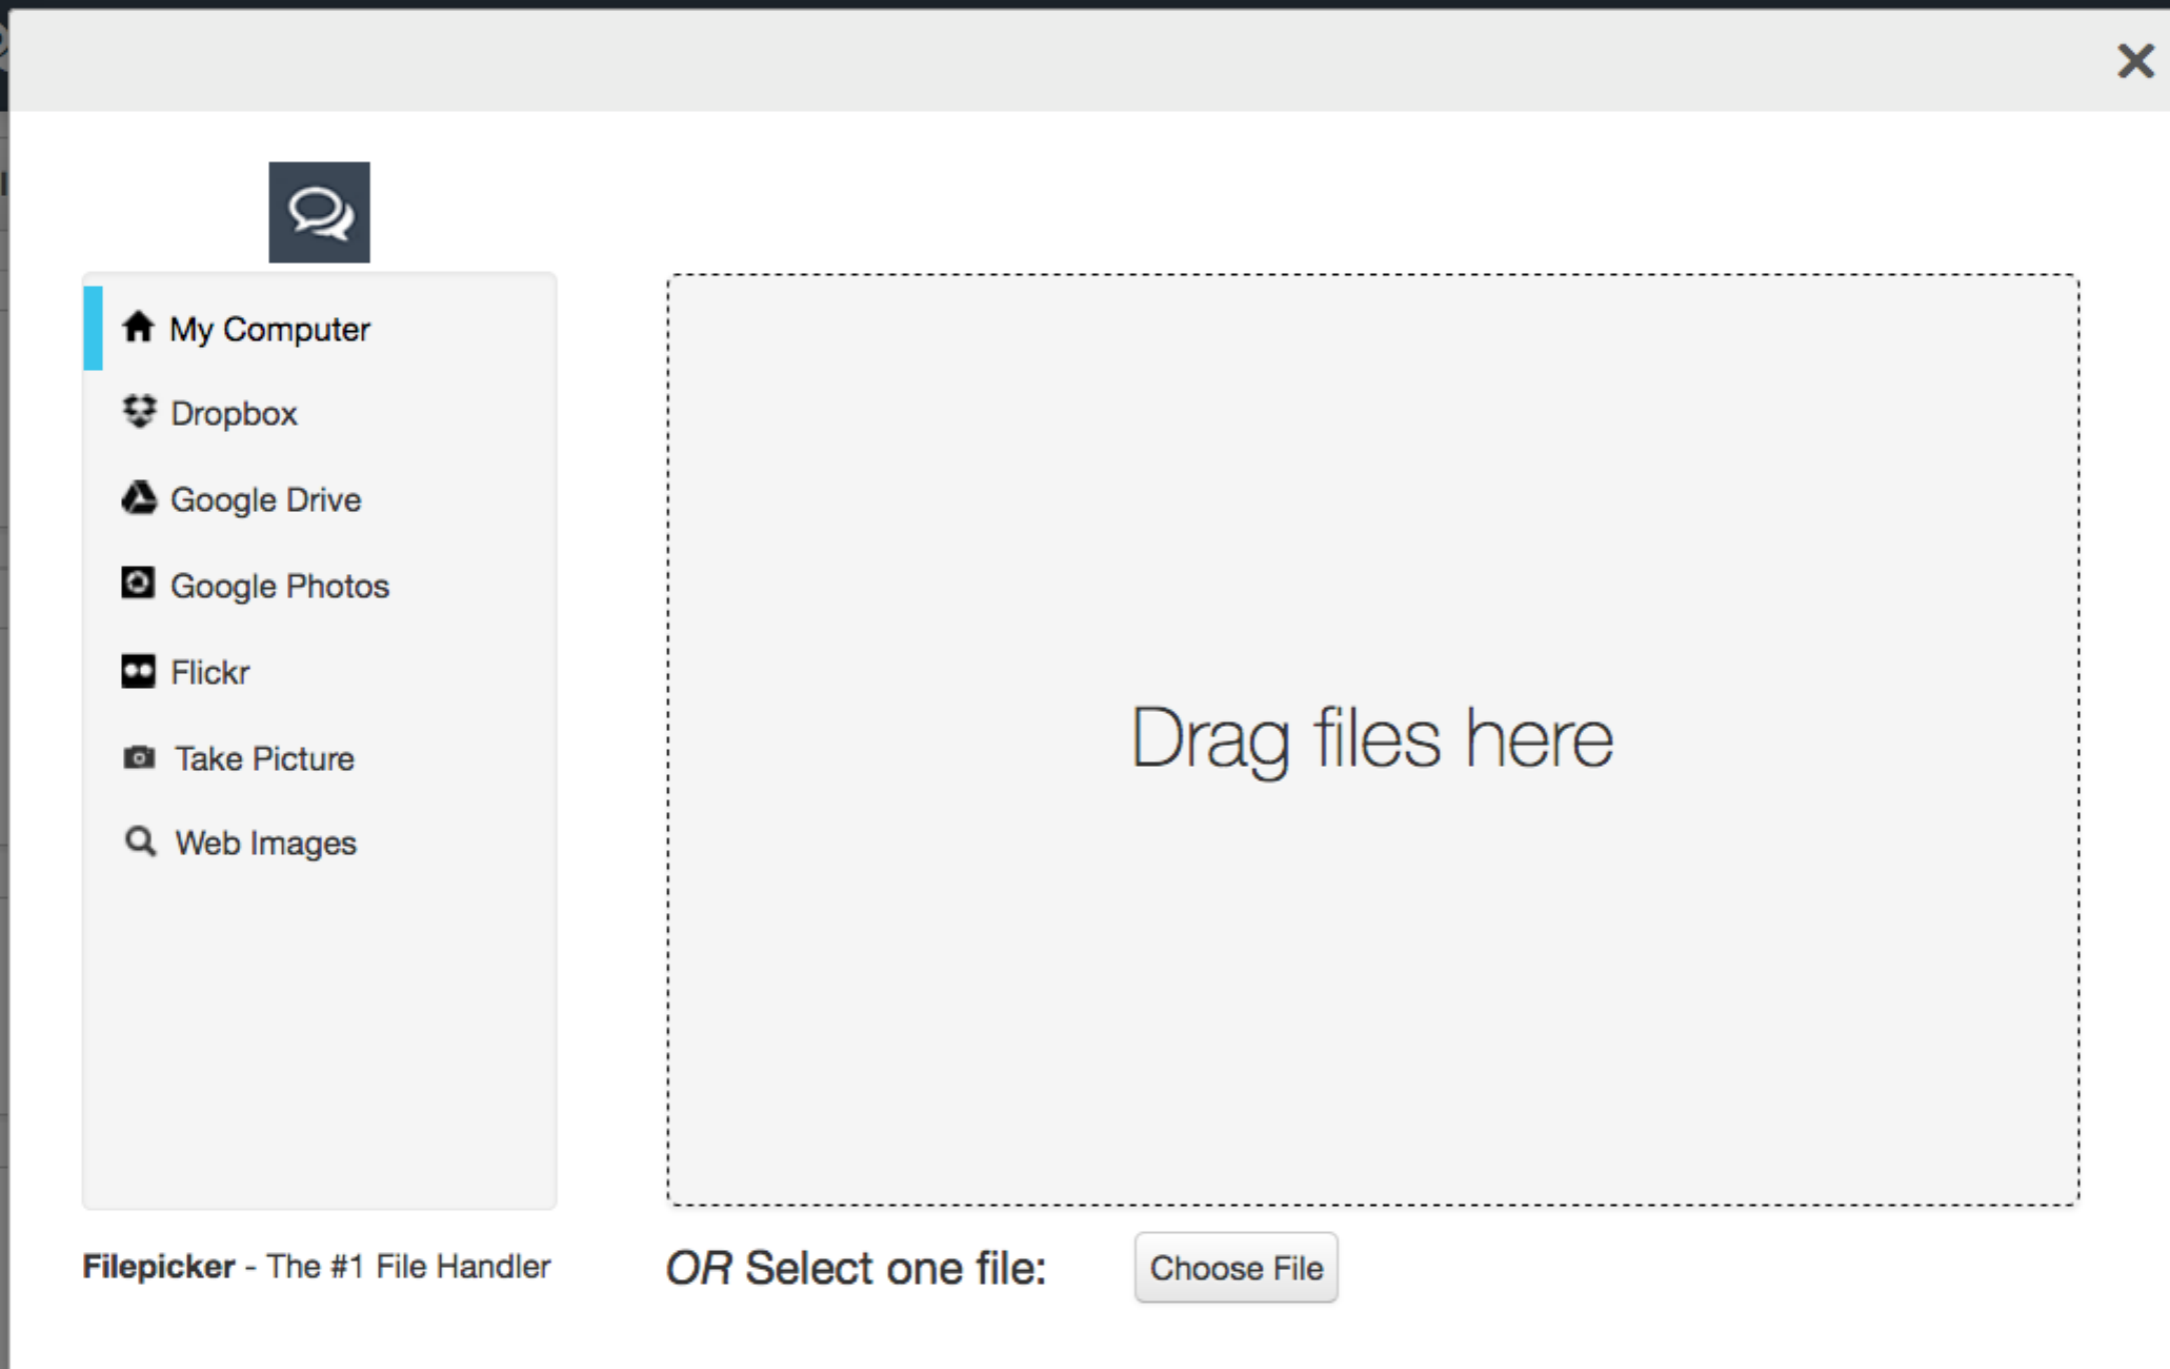 My Computer
Dropbox
Google Drive
Google Photos
Flickr
Take Picture
Web Images
Drag files here
Filepicker - The #1 File Handler
OR Select one file:
Choose File